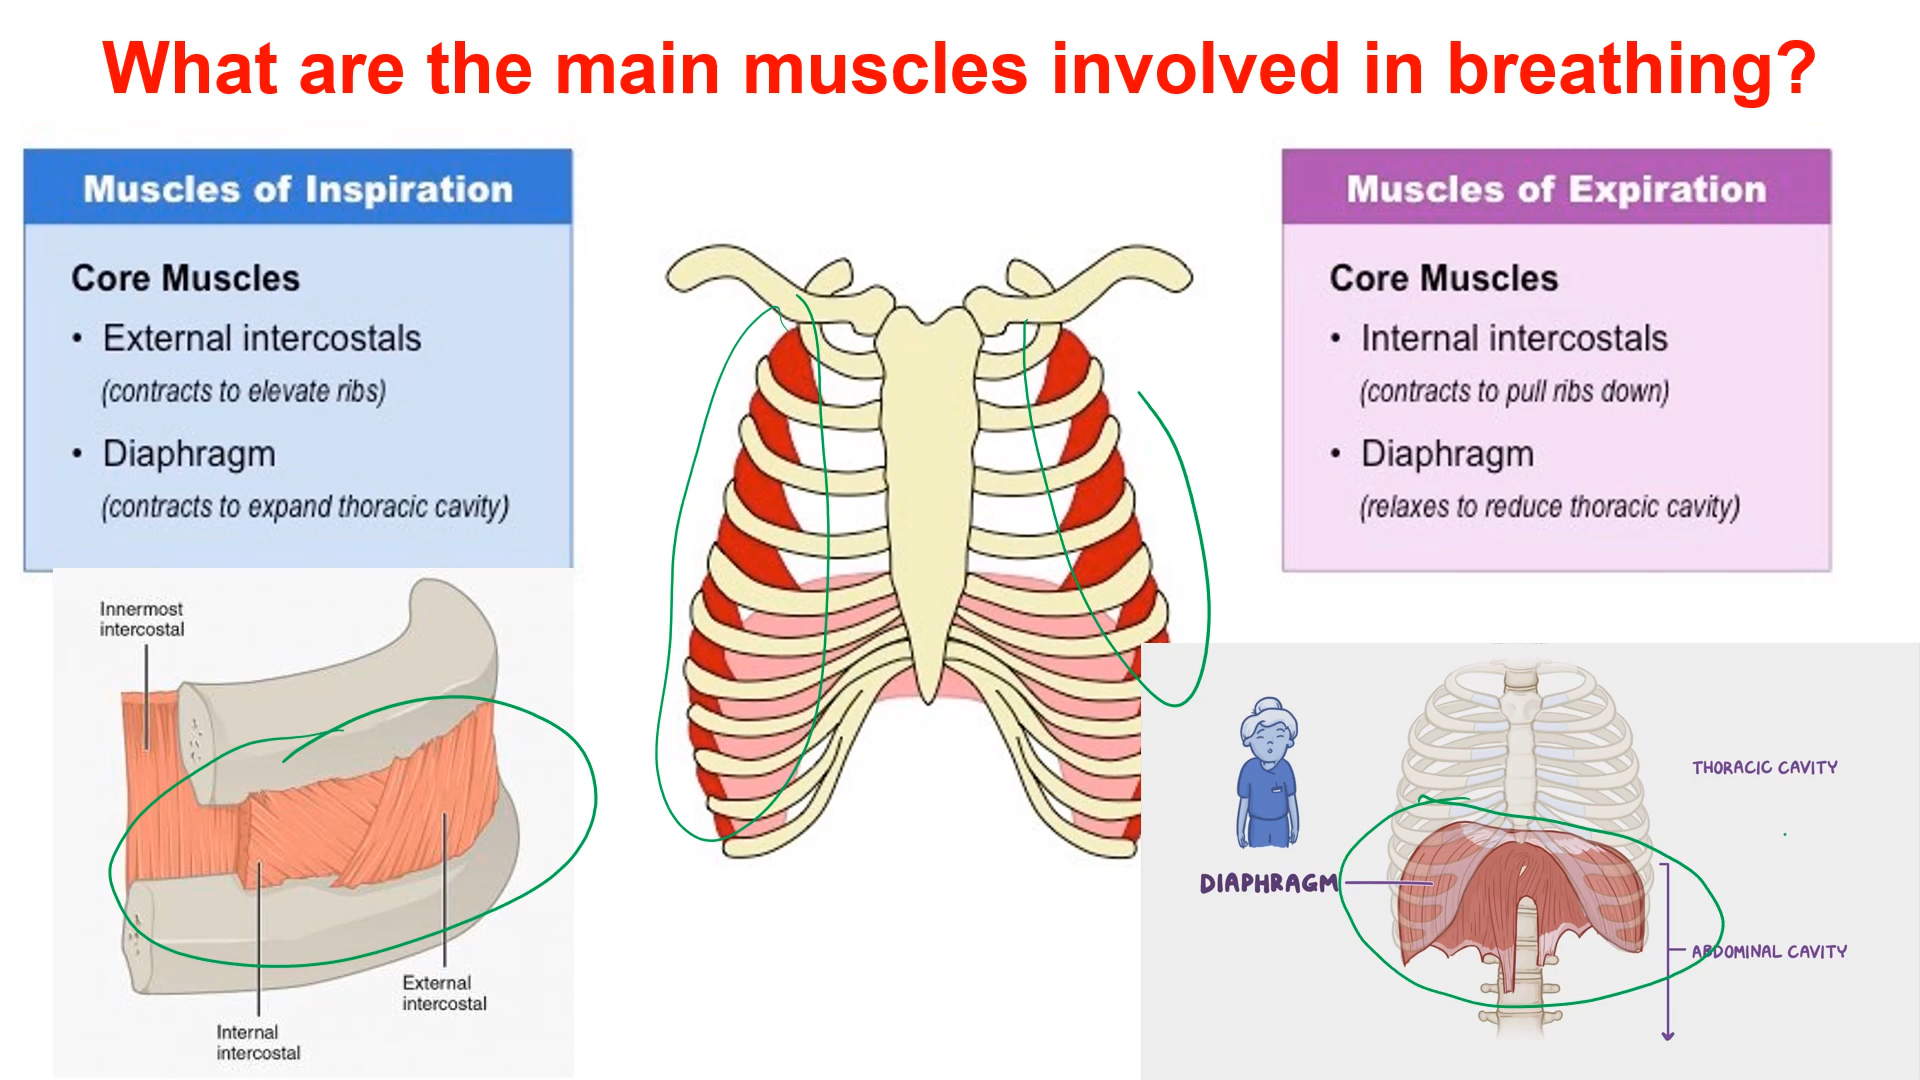 What are the main muscles involved in breathing?
Muscles of Inspiration
Core Muscles
• External intercostals
(contracts to elevate ribs)
• Diaphragm
(contracts to expand thoracic cavity)
Muscles of Expiration
Core Muscles
• Internal intercostals
(contracts to pull ribs down)
• Diaphragm
(relaxes to reduce thoracic cavity)
Innermost
intercostal
External
intercostal
Internal
intercostal
THORACIC CAVITY
DIAPHRAGM
ABDOMINAL CAVITY